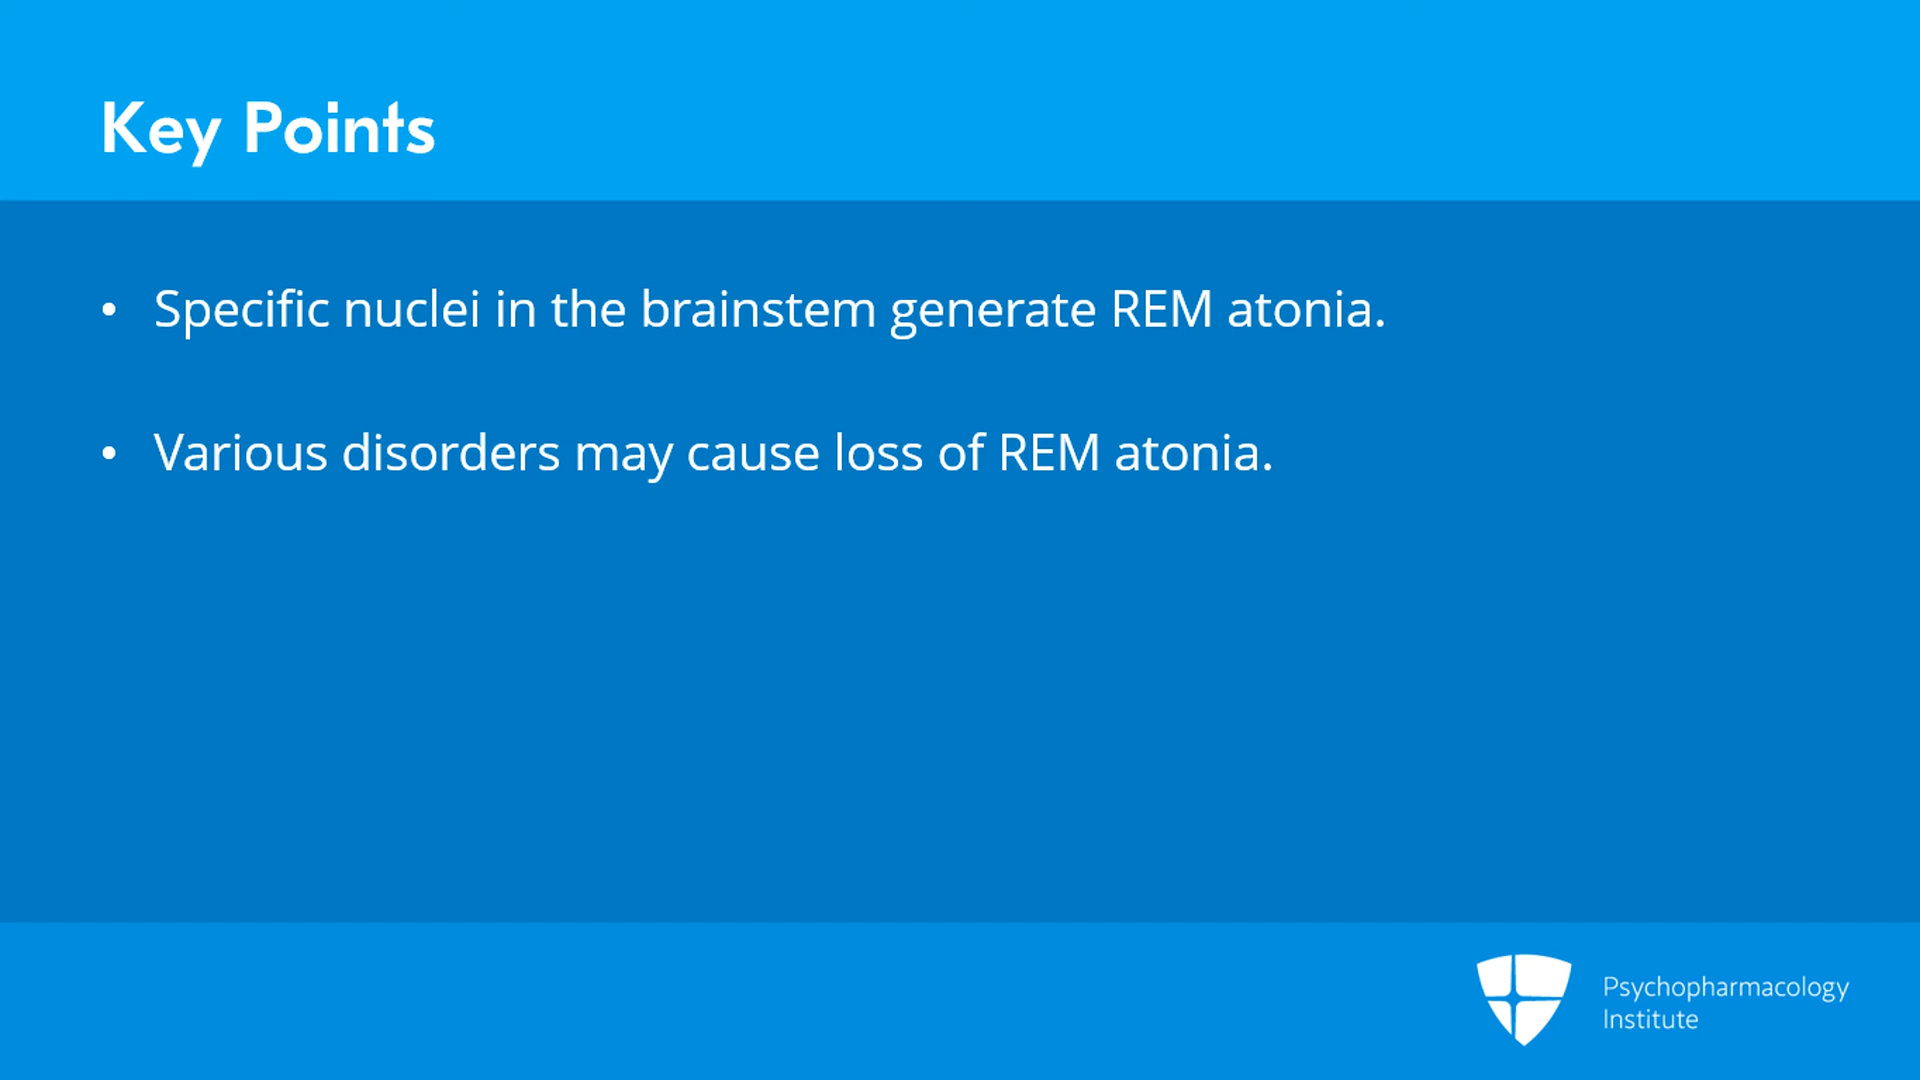 Key Points
• Specific nuclei in the brainstem generate REM atonia.
• Various disorders may cause loss of REM atonia.
Psychopharmacology
Institute